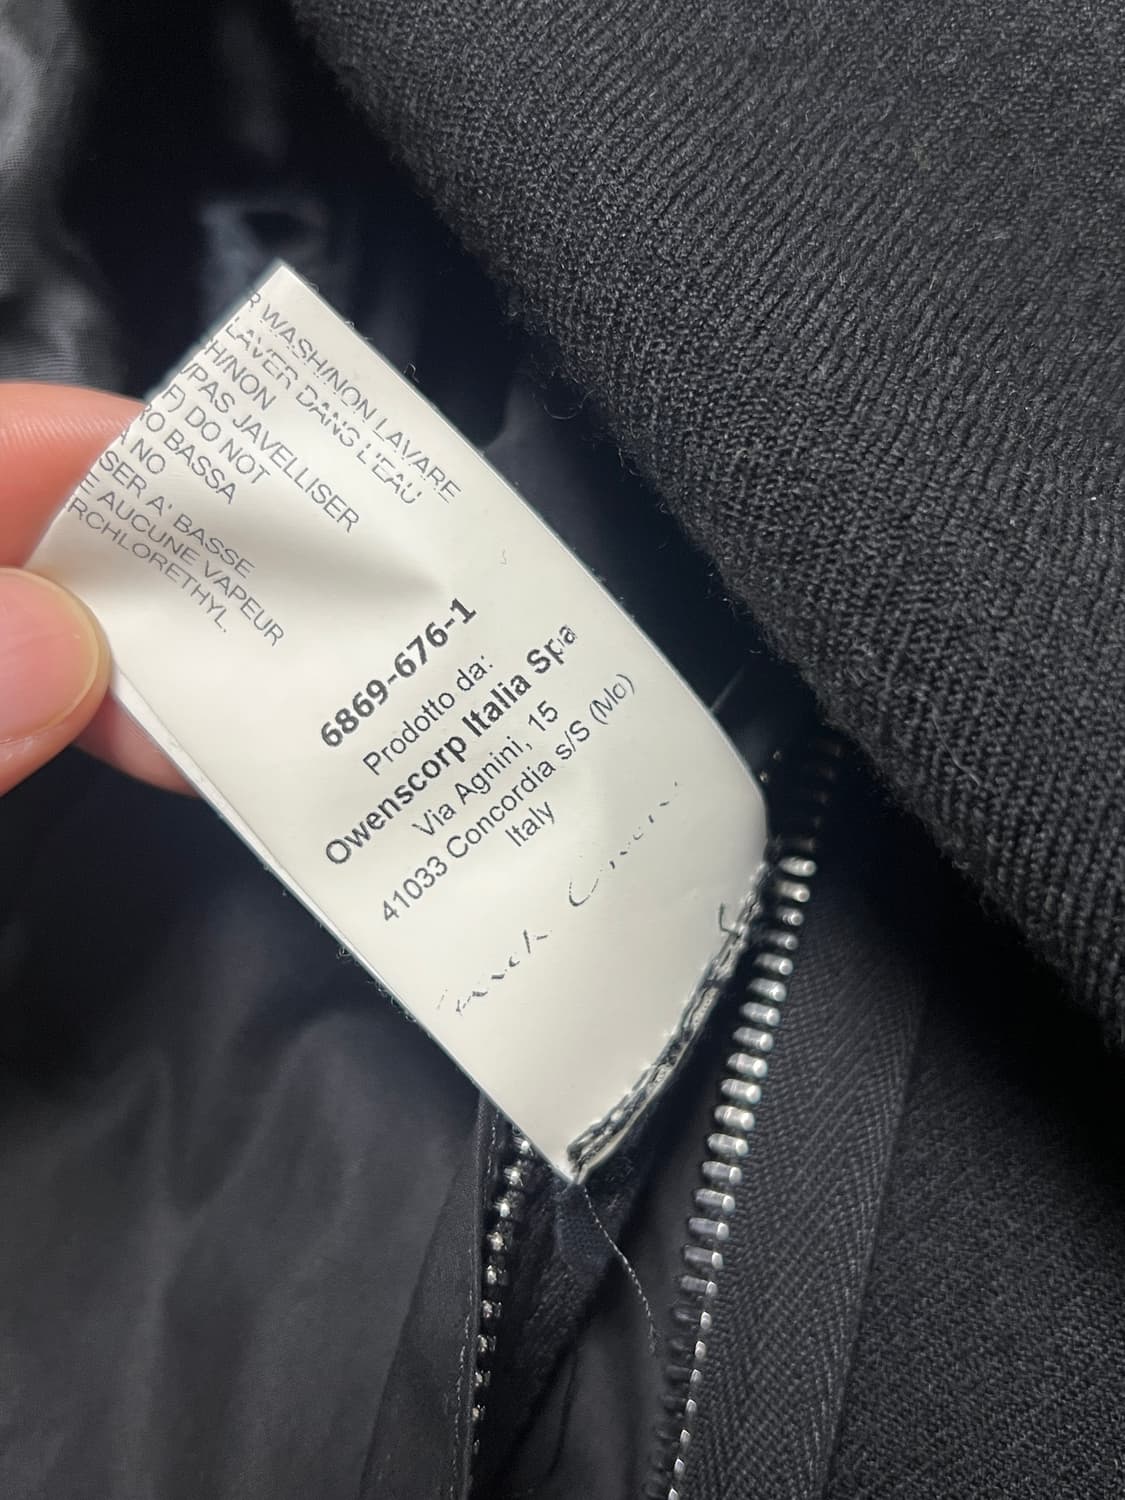 R WASH/NON LAVARE
LAVER DANS L'EAU
H/NON
/PAS JAVELLISER
F) DO NOT
RO BASSA
A NO
SER A' BASSE
E AUCUNE VAPEUR
ERCHLORETHYL.
6869-676-1
Prodotto da:
Owenscorp Italia Spa
Via Agnini, 15
41033 Concordia s/S (Mo)
Italy